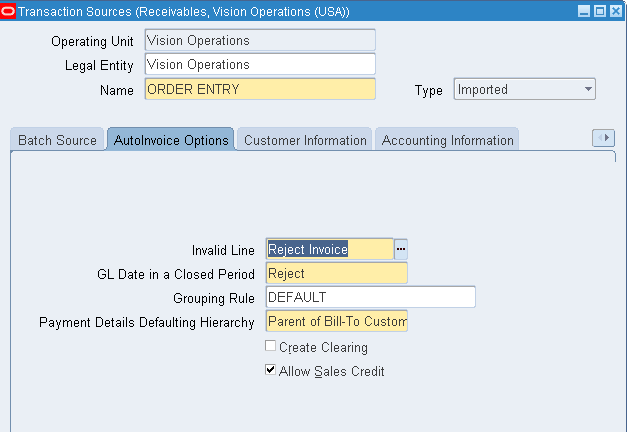 Transaction Sources (Receivables, Vision Operations (USA))
Operating Unit Vision Operations
Legal Entity Vision Operations
Name ORDER ENTRY Type Imported
Batch Source AutoInvoice Options Customer Information Accounting Information
Invalid Line Reject Invoice ...
GL Date in a Closed Period Reject
Grouping Rule DEFAULT
Payment Details Defaulting Hierarchy Parent of Bill-To Custom
Create Clearing
Allow Sales Credit